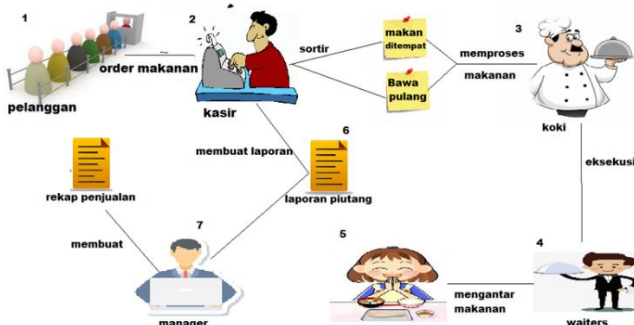 1
pelanggan
order makanan
2
kasir
sortir
makan
ditempat
Bawa
pulang
memproses
makanan
3
koki
eksekusi
4
waiters
mengantar
makanan
5
membuat laporan
6
laporan piutang
7
manager
membuat
rekap penjualan